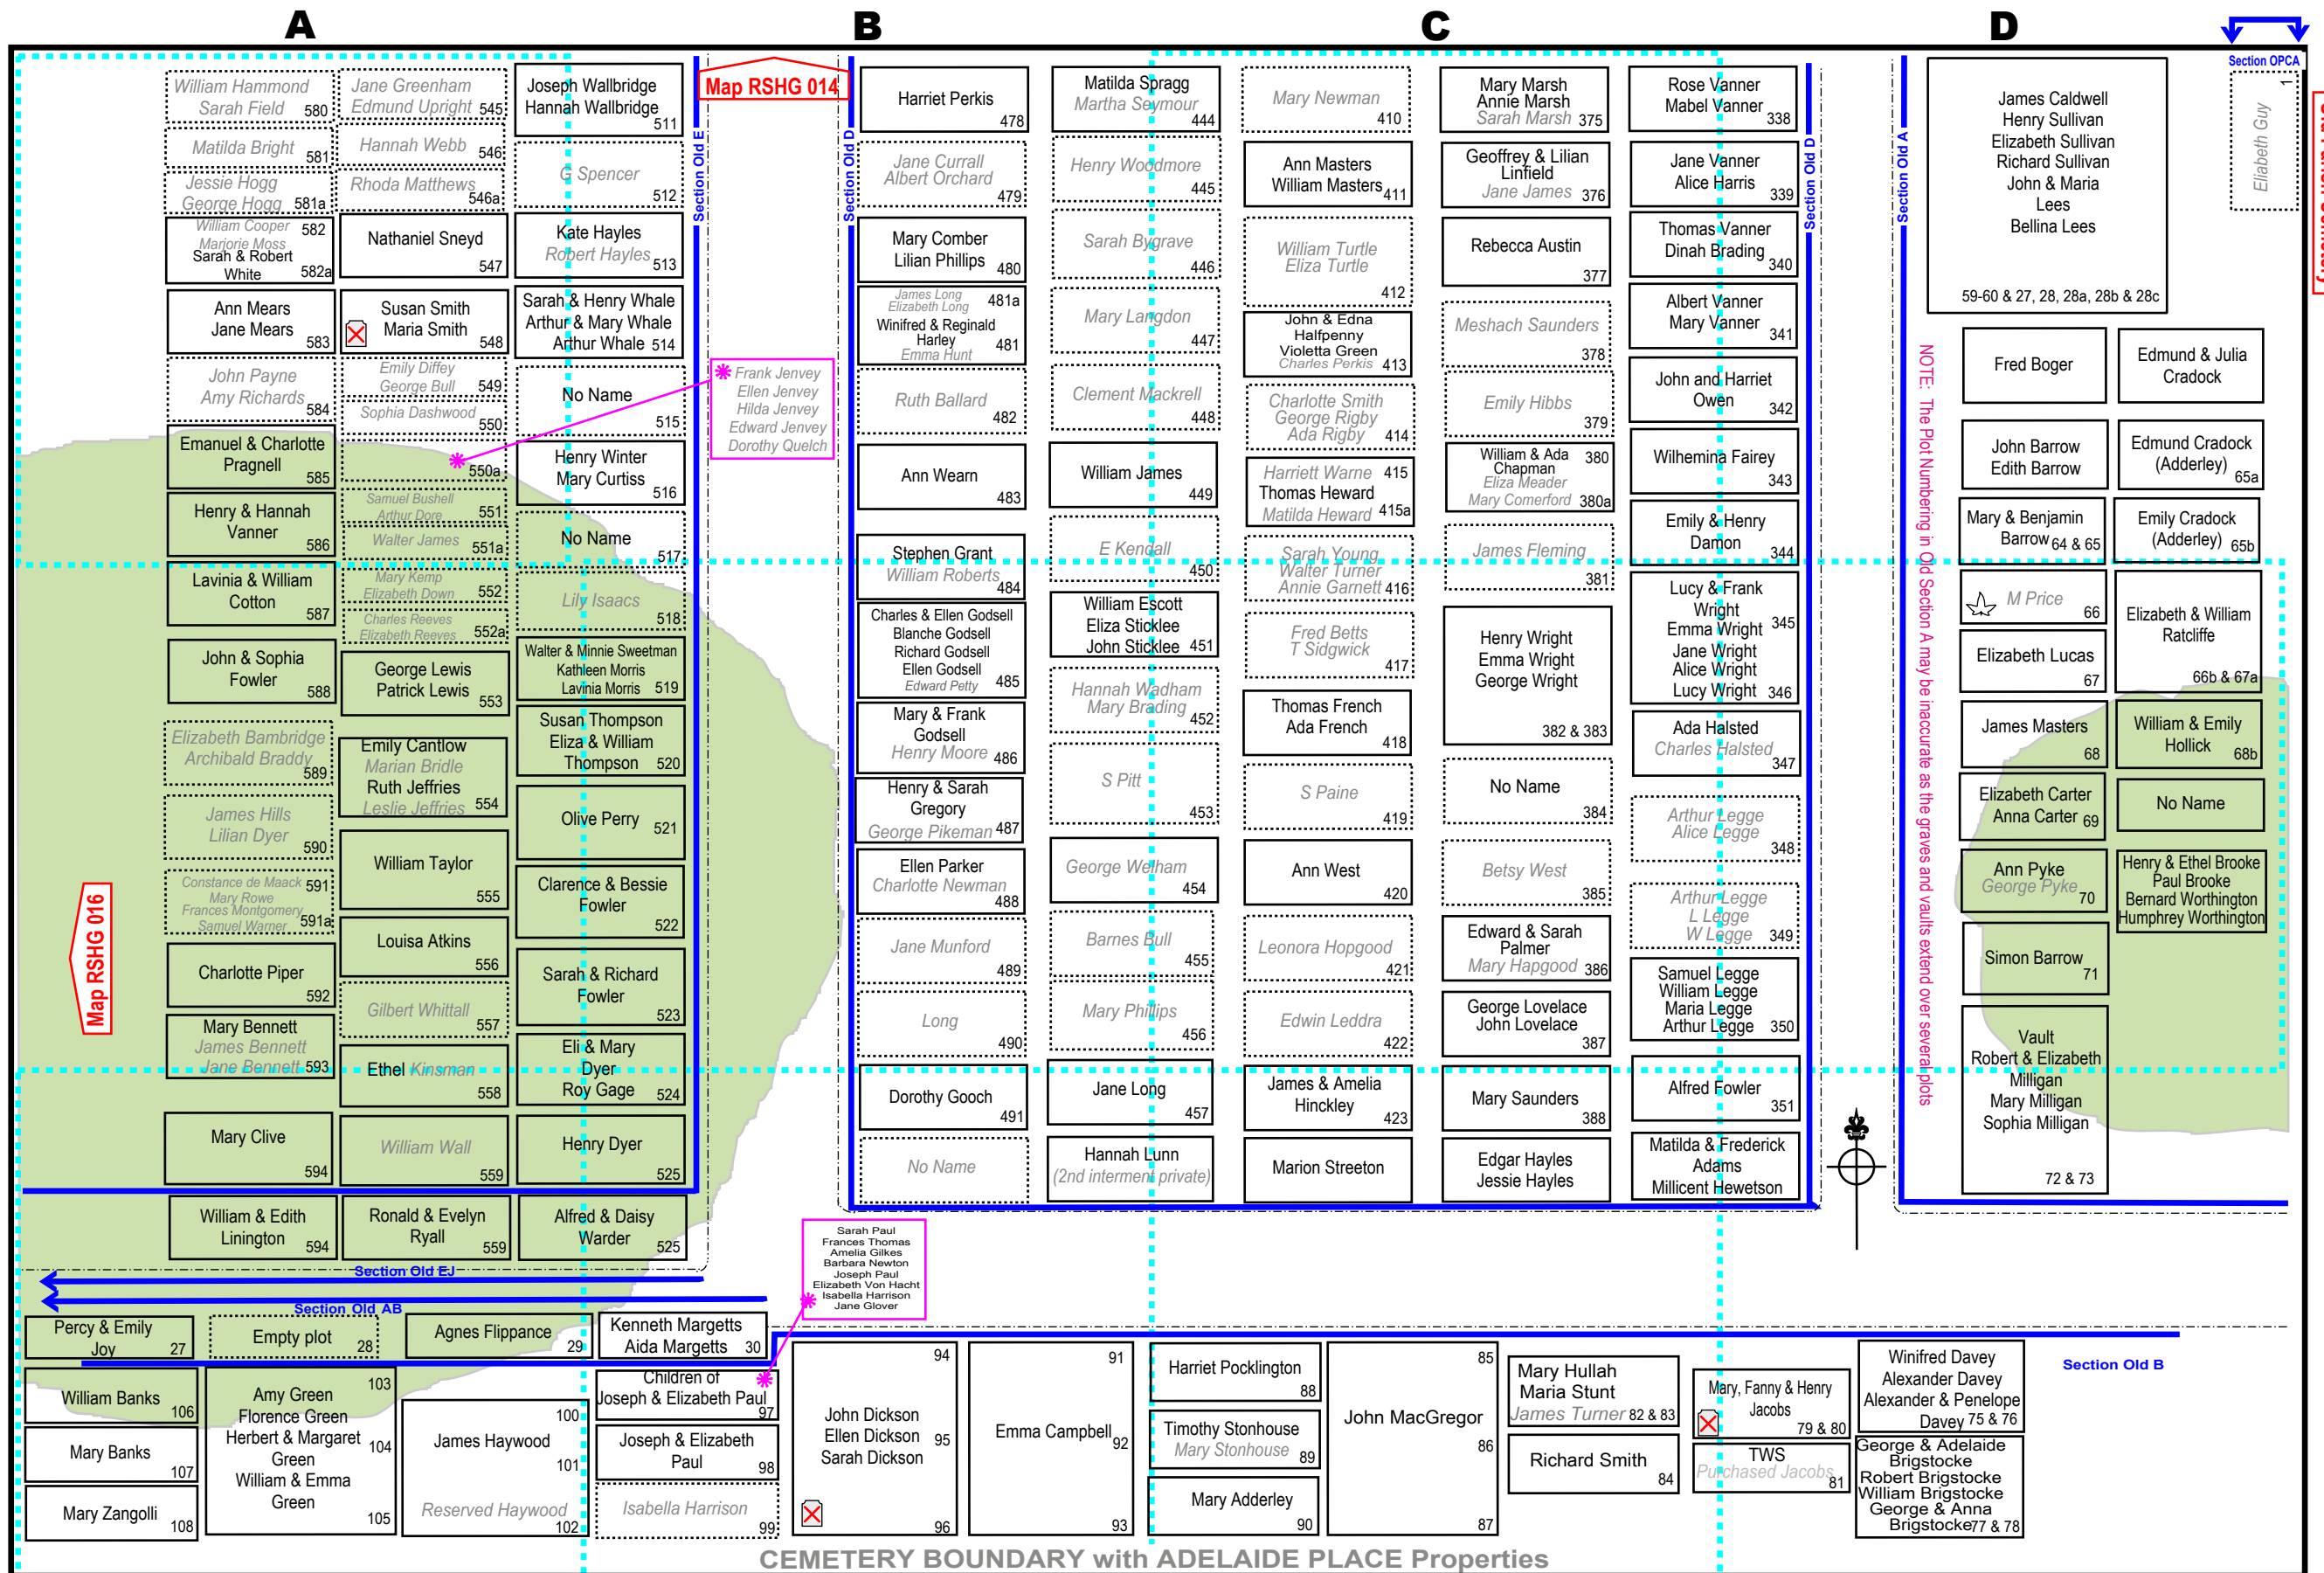 A
B
C
D
Section OPCA
Map RSHG 014
Map RSHG 016
Section Old E
Section Old D
Section Old D
Section Old A
William Hammond
Sarah Field 580
Matilda Bright 581
Jessie Hogg
George Hogg 581a
William Cooper 582
Marjorie Moss
Sarah & Robert
White 582a
Ann Mears
Jane Mears
583
John Payne
Amy Richards
584
Emanuel & Charlotte
Pragnell
585
Henry & Hannah
Vanner
586
Lavinia & William
Cotton
587
John & Sophia
Fowler
588
Elizabeth Bambridge
Archibald Braddy
589
James Hills
Lilian Dyer
590
Constance de Maack 591
Mary Rowe
Frances Montgomery
Samuel Warner 591a
Charlotte Piper
592
Mary Bennett
James Bennett
Jane Bennett 593
Mary Clive
594
William & Edith
Linington
594
Jane Greenham
Edmund Upright 545
Hannah Webb 546
Rhoda Matthews
546a
Nathaniel Sneyd
547
Susan Smith
Maria Smith
548
Emily Diffey
George Bull 549
Sophia Dashwood
550
550a
Samuel Bushell
Arthur Dore 551
Walter James 551a
Mary Kemp
Elizabeth Down 552
Charles Reeves
Elizabeth Reeves 552a
George Lewis
Patrick Lewis
553
Emily Cantlow
Marian Bridle
Ruth Jeffries
Leslie Jeffries 554
William Taylor
555
Louisa Atkins
556
Gilbert Whittall
557
Ethel Kinsman
558
William Wall
559
Ronald & Evelyn
Ryall
559
Joseph Wallbridge
Hannah Wallbridge
511
G Spencer
512
Kate Hayles
Robert Hayles 513
Sarah & Henry Whale
Arthur & Mary Whale
Arthur Whale 514
No Name
515
Henry Winter
Mary Curtiss
516
No Name
517
Lily Isaacs
518
Walter & Minnie Sweetman
Kathleen Morris
Lavinia Morris 519
Susan Thompson
Eliza & William
Thompson 520
Olive Perry
521
Clarence & Bessie
Fowler
522
Sarah & Richard
Fowler
523
Eli & Mary
Dyer
Roy Gage 524
Henry Dyer
525
Alfred & Daisy
Warder
525
Frank Jenvey
Ellen Jenvey
Hilda Jenvey
Edward Jenvey
Dorothy Quelch
Harriet Perkis
478
Jane Currall
Albert Orchard
479
Mary Comber
Lilian Phillips
480
James Long 481a
Elizabeth Long
Winifred & Reginald
Harley 481
Emma Hunt
Ruth Ballard
482
Ann Wearn
483
Stephen Grant
William Roberts
484
Charles & Ellen Godsell
Blanche Godsell
Richard Godsell
Ellen Godsell
Edward Petty 485
Mary & Frank
Godsell
Henry Moore 486
Henry & Sarah
Gregory
George Pikeman 487
Ellen Parker
Charlotte Newman
488
Jane Munford
489
Long
490
Dorothy Gooch
491
No Name
Matilda Spragg
Martha Seymour
444
Henry Woodmore
445
Sarah Bygrave
446
Mary Langdon
447
Clement Mackrell
448
William James
449
E Kendall
450
William Escott
Eliza Sticklee
John Sticklee 451
Hannah Wadham
Mary Brading
452
S Pitt
453
George Welham
454
Barnes Bull
455
Mary Phillips
456
Jane Long
457
Hannah Lunn
(2nd interment private)
Mary Newman
410
Ann Masters
William Masters 411
William Turtle
Eliza Turtle
412
John & Edna
Halfpenny
Violetta Green
Charles Perkis 413
Charlotte Smith
George Rigby
Ada Rigby 414
Harriett Warne 415
Thomas Heward
Matilda Heward 415a
Sarah Young
Walter Turner
Annie Garnett 416
Fred Betts
T Sidgwick
417
Thomas French
Ada French
418
S Paine
419
Ann West
420
Leonora Hopgood
421
Edwin Leddra
422
James & Amelia
Hinckley
423
Marion Streeton
Mary Marsh
Annie Marsh
Sarah Marsh 375
Geoffrey & Lilian
Linfield
Jane James 376
Rebecca Austin
377
Meshach Saunders
378
Emily Hibbs
379
William & Ada 380
Chapman
Eliza Meader
Mary Comerford 380a
James Fleming
381
Henry Wright
Emma Wright
George Wright
382 & 383
No Name
384
Betsy West
385
Edward & Sarah
Palmer
Mary Hapgood 386
George Lovelace
John Lovelace
387
Mary Saunders
388
Edgar Hayles
Jessie Hayles
Rose Vanner
Mabel Vanner
338
Jane Vanner
Alice Harris
339
Thomas Vanner
Dinah Brading
340
Albert Vanner
Mary Vanner
341
John and Harriet
Owen
342
Wilhemina Fairey
343
Emily & Henry
Damon
344
Lucy & Frank
Wright
Emma Wright 345
Jane Wright
Alice Wright
Lucy Wright 346
Ada Halsted
Charles Halsted
347
Arthur Legge
Alice Legge
348
Arthur Legge
L Legge
W Legge 349
Samuel Legge
William Legge
Maria Legge
Arthur Legge 350
Alfred Fowler
351
Matilda & Frederick
Adams
Millicent Hewetson
NOTE: The Plot Numbering in Old Section A may be inaccurate as the graves and vaults extend over several plots
James Caldwell
Henry Sullivan
Elizabeth Sullivan
Richard Sullivan
John & Maria
Lees
Bellina Lees
59-60 & 27, 28, 28a, 28b & 28c
Eliabeth Guy 1
Fred Boger
Edmund & Julia
Cradock
John Barrow
Edith Barrow
Edmund Cradock
(Adderley)
65a
Mary & Benjamin
Barrow 64 & 65
Emily Cradock
(Adderley) 65b
M Price
66
Elizabeth & William
Ratcliffe
66b & 67a
Elizabeth Lucas
67
James Masters
68
William & Emily
Hollick
68b
Elizabeth Carter
Anna Carter 69
No Name
Ann Pyke
George Pyke
70
Henry & Ethel Brooke
Paul Brooke
Bernard Worthington
Humphrey Worthington
Simon Barrow
71
Vault
Robert & Elizabeth
Milligan
Mary Milligan
Sophia Milligan
72 & 73
Section Old EJ
Section Old AB
Sarah Paul
Frances Thomas
Amelia Gilkes
Barbara Newton
Joseph Paul
Elizabeth Von Hacht
Isabella Harrison
Jane Glover
Percy & Emily
Joy 27
Empty plot
28
Agnes Flippance
29
Kenneth Margetts
Aida Margetts 30
William Banks
106
Mary Banks
107
Mary Zangolli
108
Amy Green 103
Florence Green
Herbert & Margaret 104
Green
William & Emma
Green
105
James Haywood 100
101
Reserved Haywood
102
Children of
Joseph & Elizabeth Paul
97
Joseph & Elizabeth
Paul
98
Isabella Harrison
99
94
John Dickson
Ellen Dickson 95
Sarah Dickson
96
91
Emma Campbell 92
93
Harriet Pocklington
88
Timothy Stonhouse
Mary Stonhouse
89
Mary Adderley
90
85
John MacGregor
86
87
Mary Hullah
Maria Stunt
James Turner 82 & 83
Richard Smith
84
Mary, Fanny & Henry
Jacobs
79 & 80
TWS
Purchased Jacobs
81
Winifred Davey
Alexander Davey
Alexander & Penelope
Davey 75 & 76
George & Adelaide
Brigstocke
Robert Brigstocke
William Brigstocke
George & Anna
Brigstocke 77 & 78
Section Old B
CEMETERY BOUNDARY with ADELAIDE PLACE Properties